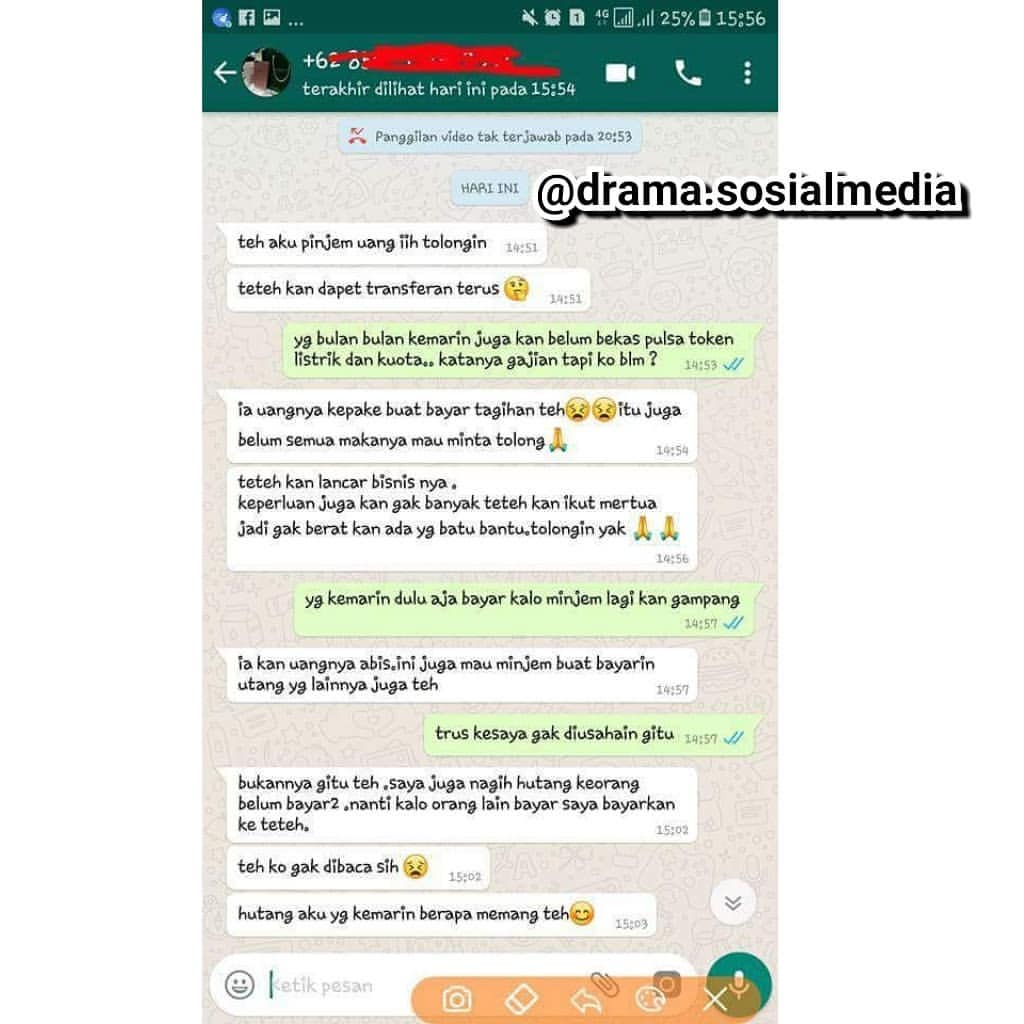 ... 4G 25% 15:56
+62 8
terakhir dilihat hari ini pada 15:54
Panggilan video tak terjawab pada 20:53
HARI INI
@drama.sosialmedia
teh aku pinjem uang iih tolongin 14:51
teteh kan dapet transferan terus 🤔 14:51
yg bulan bulan kemarin juga kan belum bekas pulsa token
listrik dan kuota.. katanya gajian tapi ko blm ? 14:53
ia uangnya kepake buat bayar tagihan teh😣😣itu juga
belum semua makanya mau minta tolong🙏 14:54
teteh kan lancar bisnis nya .
keperluan juga kan gak banyak teteh kan ikut mertua
jadi gak berat kan ada yg batu bantu.tolongin yak 🙏 🙏
14:56
yg kemarin dulu aja bayar kalo minjem lagi kan gampang
14:57
ia kan uangnya abis.ini juga mau minjem buat bayarin
utang yg lainnya juga teh 14:57
trus kesaya gak diusahain gitu 14:57
bukannya gitu teh .saya juga nagih hutang keorang
belum bayar2 .nanti kalo orang lain bayar saya bayarkan
ke teteh. 15:02
teh ko gak dibaca sih 😣 15:02
hutang aku yg kemarin berapa memang teh😊 15:03
Ketik pesan